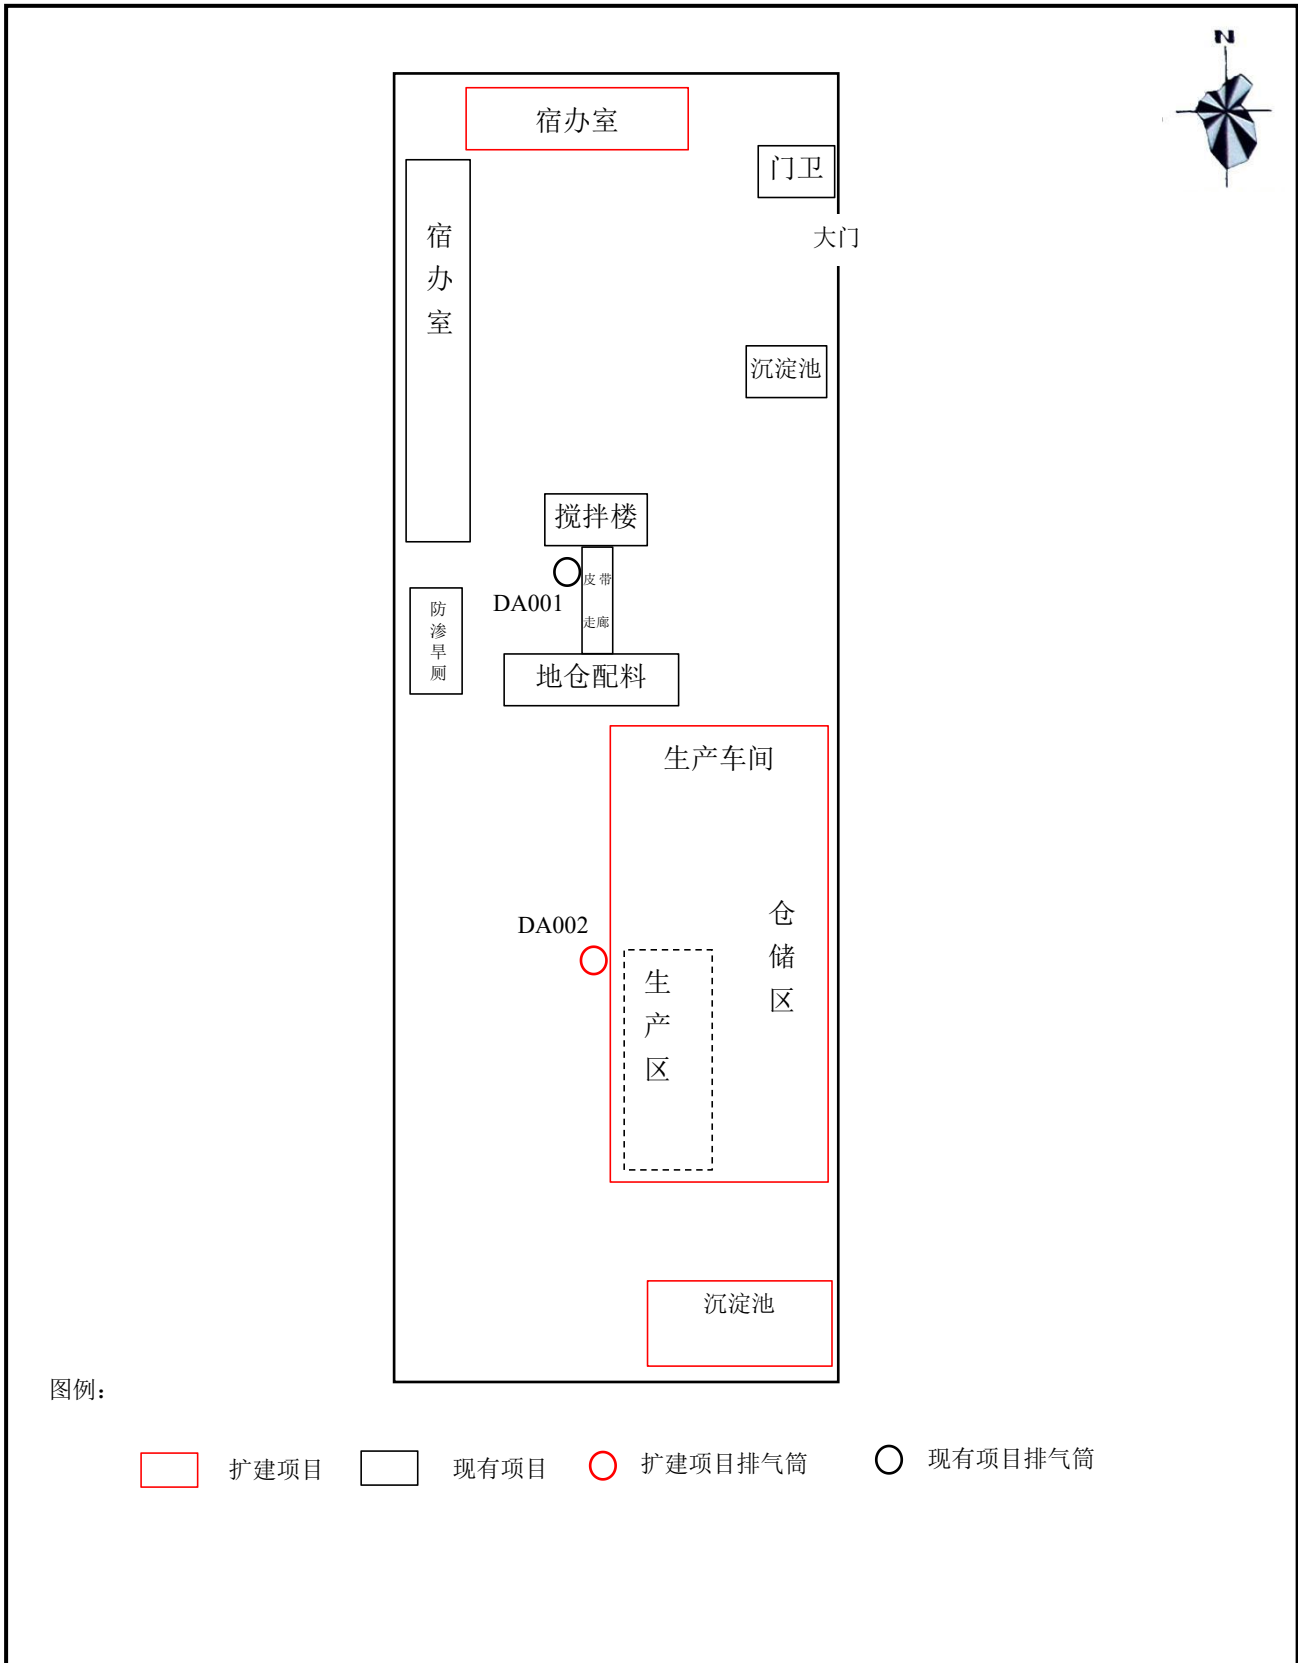 N
宿办室
门卫
大门
宿办室
沉淀池
搅拌楼
皮带
走廊
DA001
防渗旱厕
地仓配料
生产车间
仓储区
DA002
生产区
沉淀池
图例：
扩建项目
现有项目
扩建项目排气筒
现有项目排气筒